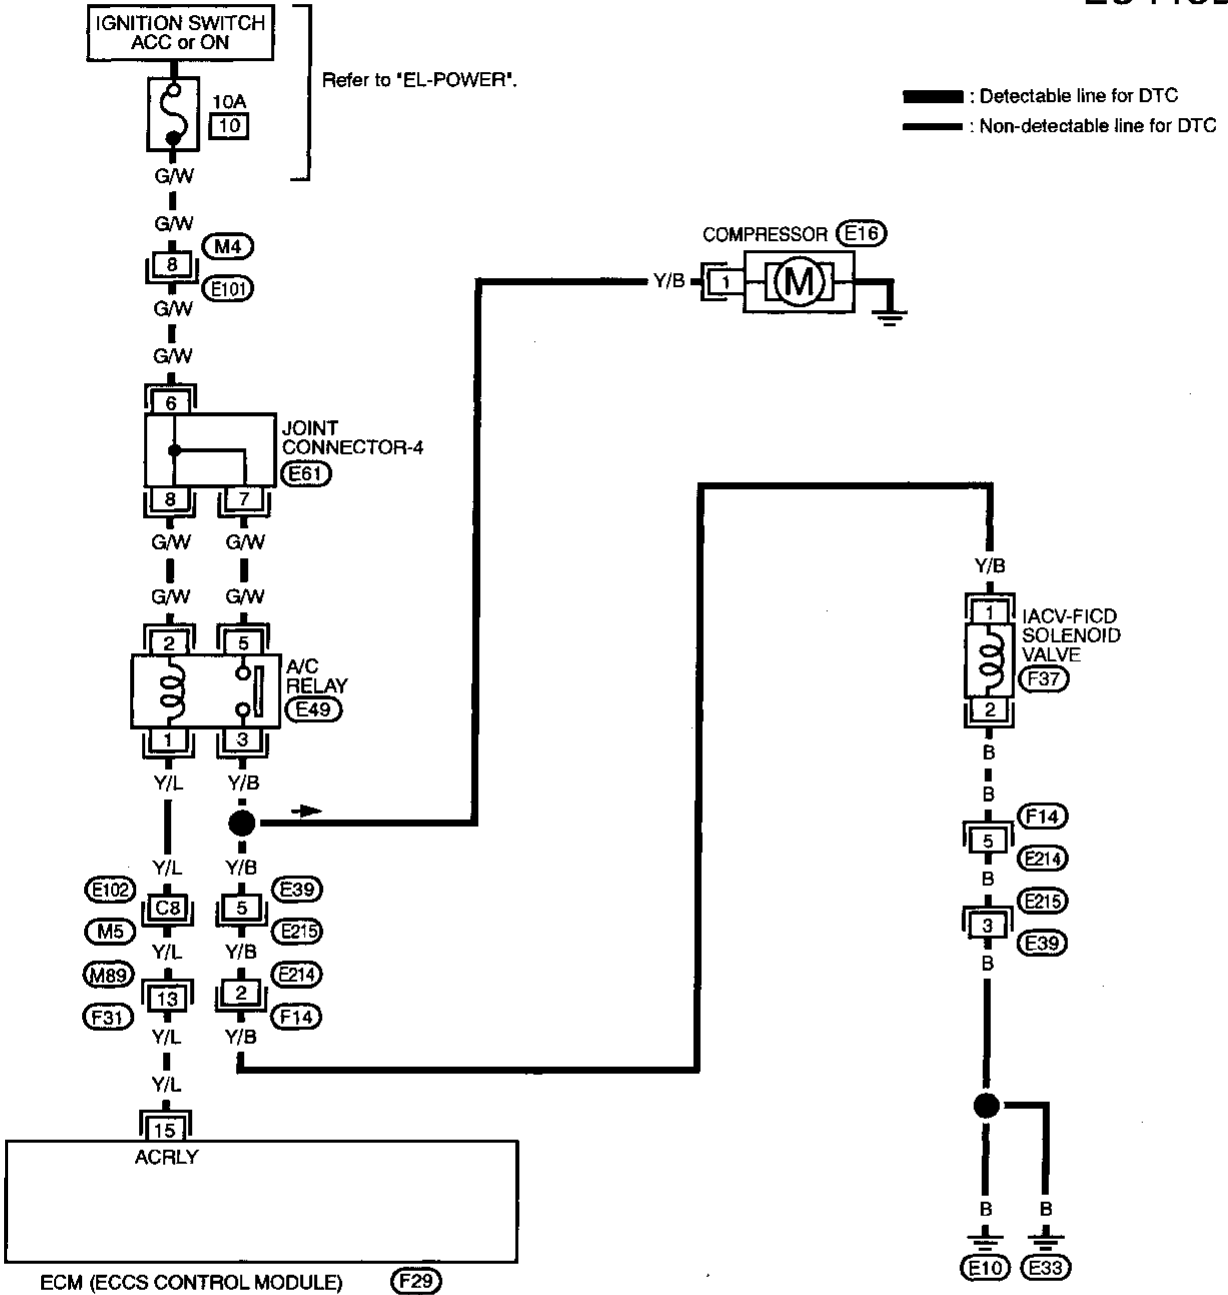 IGNITION SWITCH
ACC or ON
Refer to "EL-POWER".
10A
10
: Detectable line for DTC
: Non-detectable line for DTC
G/W
G/W
8
M4
E101
G/W
G/W
COMPRESSOR E16
Y/B
1
M
6
JOINT
CONNECTOR-4
E61
8 7
G/W G/W
G/W G/W
2 5
A/C
RELAY
E49
1 3
Y/L Y/B
Y/L Y/B
E102 C8 5 E39
M5 E215
Y/L Y/B
M89 13 2 E214
F31 F14
Y/L Y/B
Y/L
15
ACRLY
ECM (ECCS CONTROL MODULE) F29
Y/B
1
IACV-FICD
SOLENOID
VALVE
F37
2
B
B
F14
5
E214
B
E215
3
E39
B
B B
E10 E33